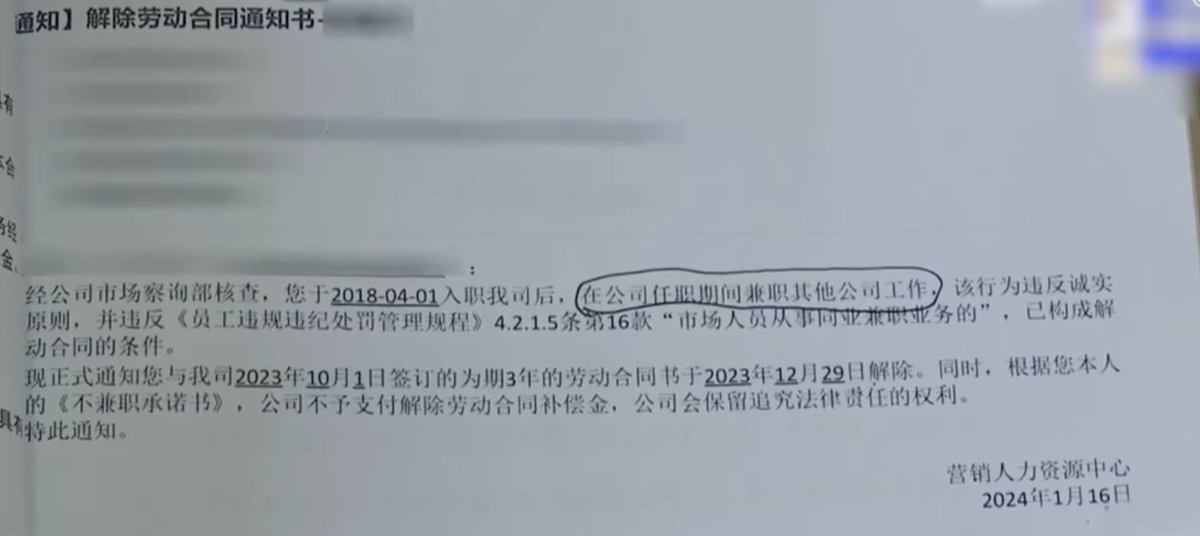 通知】解除劳动合同通知书-
具有
本合
务经
金,
:
经公司市场察询部核查，您于2018-04-01入职我司后，在公司任职期间兼职其他公司工作，该行为违反诚实
原则，并违反《员工违规违纪处罚管理规程》4.2.1.5条第16款“市场人员从事同业兼职业务的”，已构成解
动合同的条件。
现正式通知您与我司2023年10月1日签订的为期3年的劳动合同书于2023年12月29日解除。同时，根据您本人
的《不兼职承诺书》，公司不予支付解除劳动合同补偿金，公司会保留追究法律责任的权利。
具有
特此通知。
营销人力资源中心
2024年1月16日